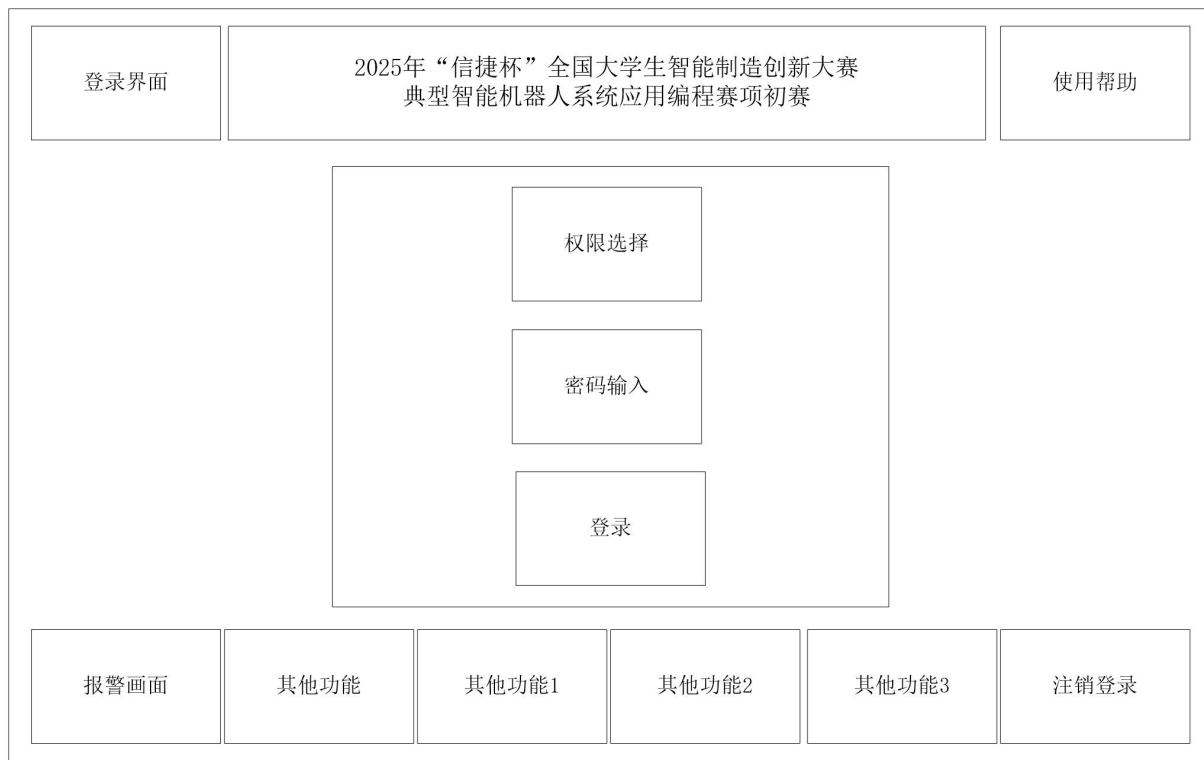 登录界面
2025年“信捷杯”全国大学生智能制造创新大赛
典型智能机器人系统应用编程赛项初赛
使用帮助
权限选择
密码输入
登录
报警画面
其他功能
其他功能1
其他功能2
其他功能3
注销登录